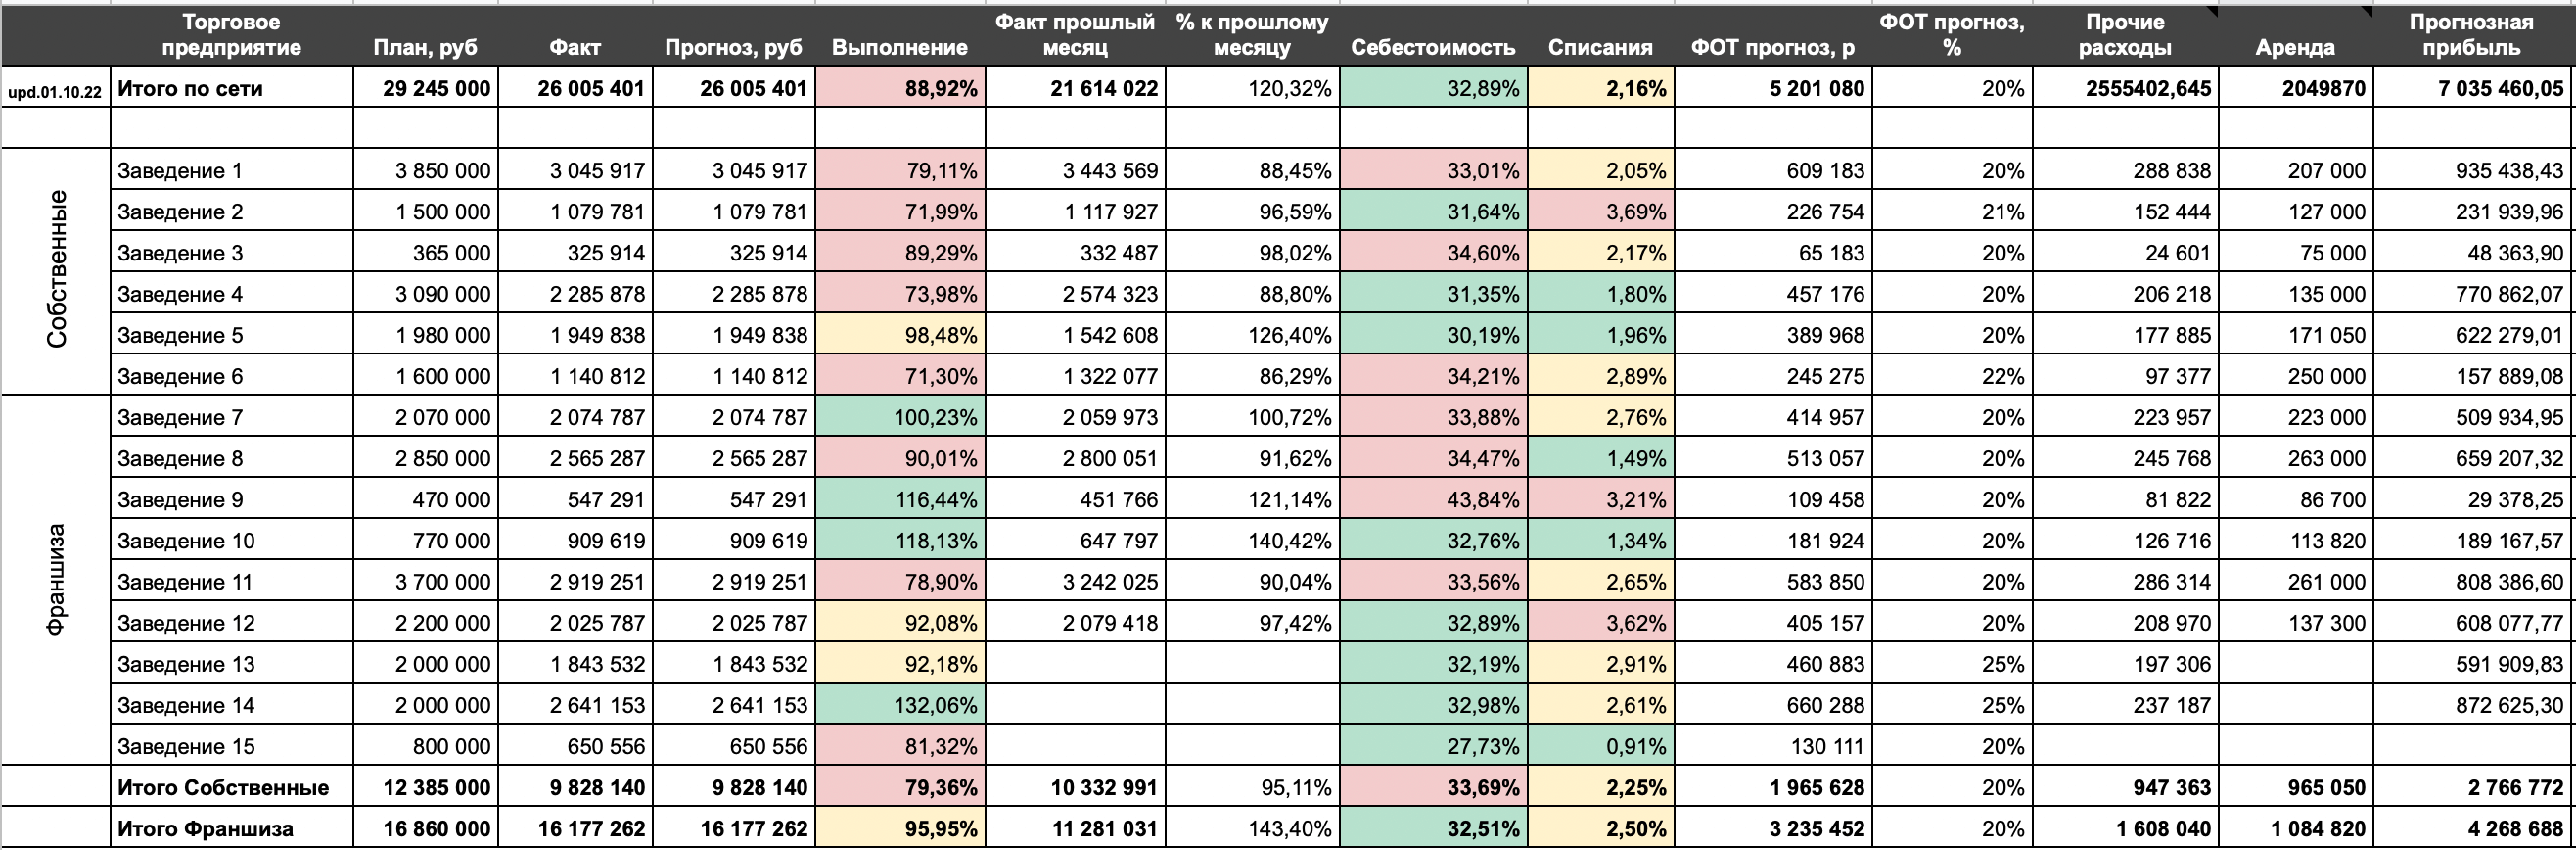 Торговое предприятие План, руб Факт Прогноз, руб Выполнение Факт прошлый месяц % к прошлому месяцу Себестоимость Списания ФОТ прогноз, р ФОТ прогноз, % Прочие расходы Аренда Прогнозная прибыль
upd.01.10.22 Итого по сети 29 245 000 26 005 401 26 005 401 88,92% 21 614 022 120,32% 32,89% 2,16% 5 201 080 20% 2555402,645 2049870 7 035 460,05
Собственные
Заведение 1 3 850 000 3 045 917 3 045 917 79,11% 3 443 569 88,45% 33,01% 2,05% 609 183 20% 288 838 207 000 935 438,43
Заведение 2 1 500 000 1 079 781 1 079 781 71,99% 1 117 927 96,59% 31,64% 3,69% 226 754 21% 152 444 127 000 231 939,96
Заведение 3 365 000 325 914 325 914 89,29% 332 487 98,02% 34,60% 2,17% 65 183 20% 24 601 75 000 48 363,90
Заведение 4 3 090 000 2 285 878 2 285 878 73,98% 2 574 323 88,80% 31,35% 1,80% 457 176 20% 206 218 135 000 770 862,07
Заведение 5 1 980 000 1 949 838 1 949 838 98,48% 1 542 608 126,40% 30,19% 1,96% 389 968 20% 177 885 171 050 622 279,01
Заведение 6 1 600 000 1 140 812 1 140 812 71,30% 1 322 077 86,29% 34,21% 2,89% 245 275 22% 97 377 250 000 157 889,08
Франшиза
Заведение 7 2 070 000 2 074 787 2 074 787 100,23% 2 059 973 100,72% 33,88% 2,76% 414 957 20% 223 957 223 000 509 934,95
Заведение 8 2 850 000 2 565 287 2 565 287 90,01% 2 800 051 91,62% 34,47% 1,49% 513 057 20% 245 768 263 000 659 207,32
Заведение 9 470 000 547 291 547 291 116,44% 451 766 121,14% 43,84% 3,21% 109 458 20% 81 822 86 700 29 378,25
Заведение 10 770 000 909 619 909 619 118,13% 647 797 140,42% 32,76% 1,34% 181 924 20% 126 716 113 820 189 167,57
Заведение 11 3 700 000 2 919 251 2 919 251 78,90% 3 242 025 90,04% 33,56% 2,65% 583 850 20% 286 314 261 000 808 386,60
Заведение 12 2 200 000 2 025 787 2 025 787 92,08% 2 079 418 97,42% 32,89% 3,62% 405 157 20% 208 970 137 300 608 077,77
Заведение 13 2 000 000 1 843 532 1 843 532 92,18% 32,19% 2,91% 460 883 25% 197 306 591 909,83
Заведение 14 2 000 000 2 641 153 2 641 153 132,06% 32,98% 2,61% 660 288 25% 237 187 872 625,30
Заведение 15 800 000 650 556 650 556 81,32% 27,73% 0,91% 130 111 20%
Итого Собственные 12 385 000 9 828 140 9 828 140 79,36% 10 332 991 95,11% 33,69% 2,25% 1 965 628 20% 947 363 965 050 2 766 772
Итого Франшиза 16 860 000 16 177 262 16 177 262 95,95% 11 281 031 143,40% 32,51% 2,50% 3 235 452 20% 1 608 040 1 084 820 4 268 688